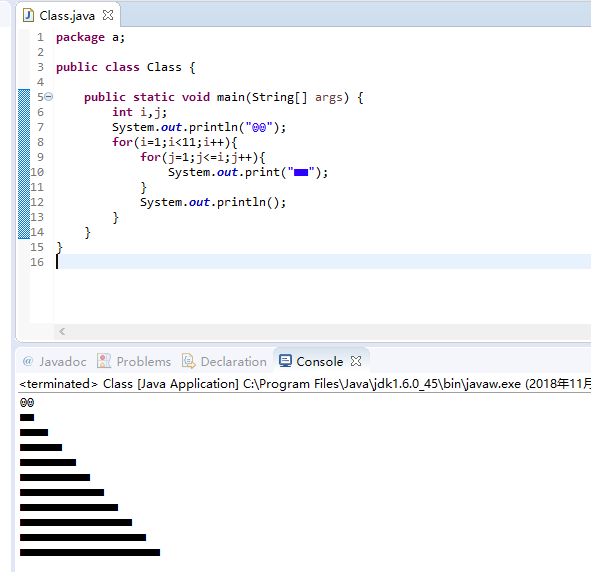 Class.java
1 package a;
2
3 public class Class {
4
5 public static void main(String[] args) {
6 int i,j;
7 System.out.println("@@");
8 for(i=1;i<11;i++){
9 for(j=1;j<=i;j++){
10 System.out.print("■■");
11 }
12 System.out.println();
13 }
14 }
15 }
16
@ Javadoc Problems Declaration Console
<terminated> Class [Java Application] C:\Program Files\Java\jdk1.6.0_45\bin\javaw.exe (2018年11月
@@
■■
■■■■
■■■■■■
■■■■■■■■
■■■■■■■■■■
■■■■■■■■■■■■
■■■■■■■■■■■■■■
■■■■■■■■■■■■■■■■
■■■■■■■■■■■■■■■■■■
■■■■■■■■■■■■■■■■■■■■